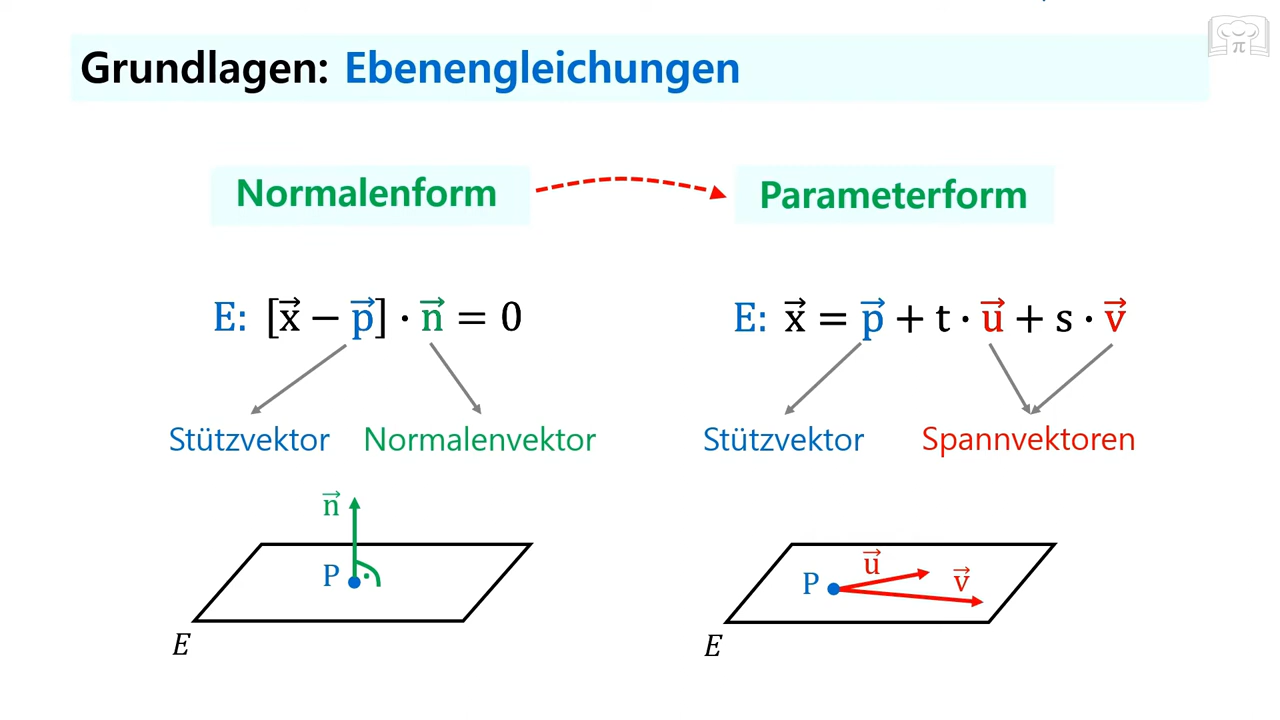 Grundlagen: Ebenengleichungen
Normalenform
Parameterform
E: [x⃗ − p⃗] · n⃗ = 0
E: x⃗ = p⃗ + t · u⃗ + s · v⃗
Stützvektor
Normalenvektor
Stützvektor
Spannvektoren
n⃗
P
E
u⃗
v⃗
P
E
π